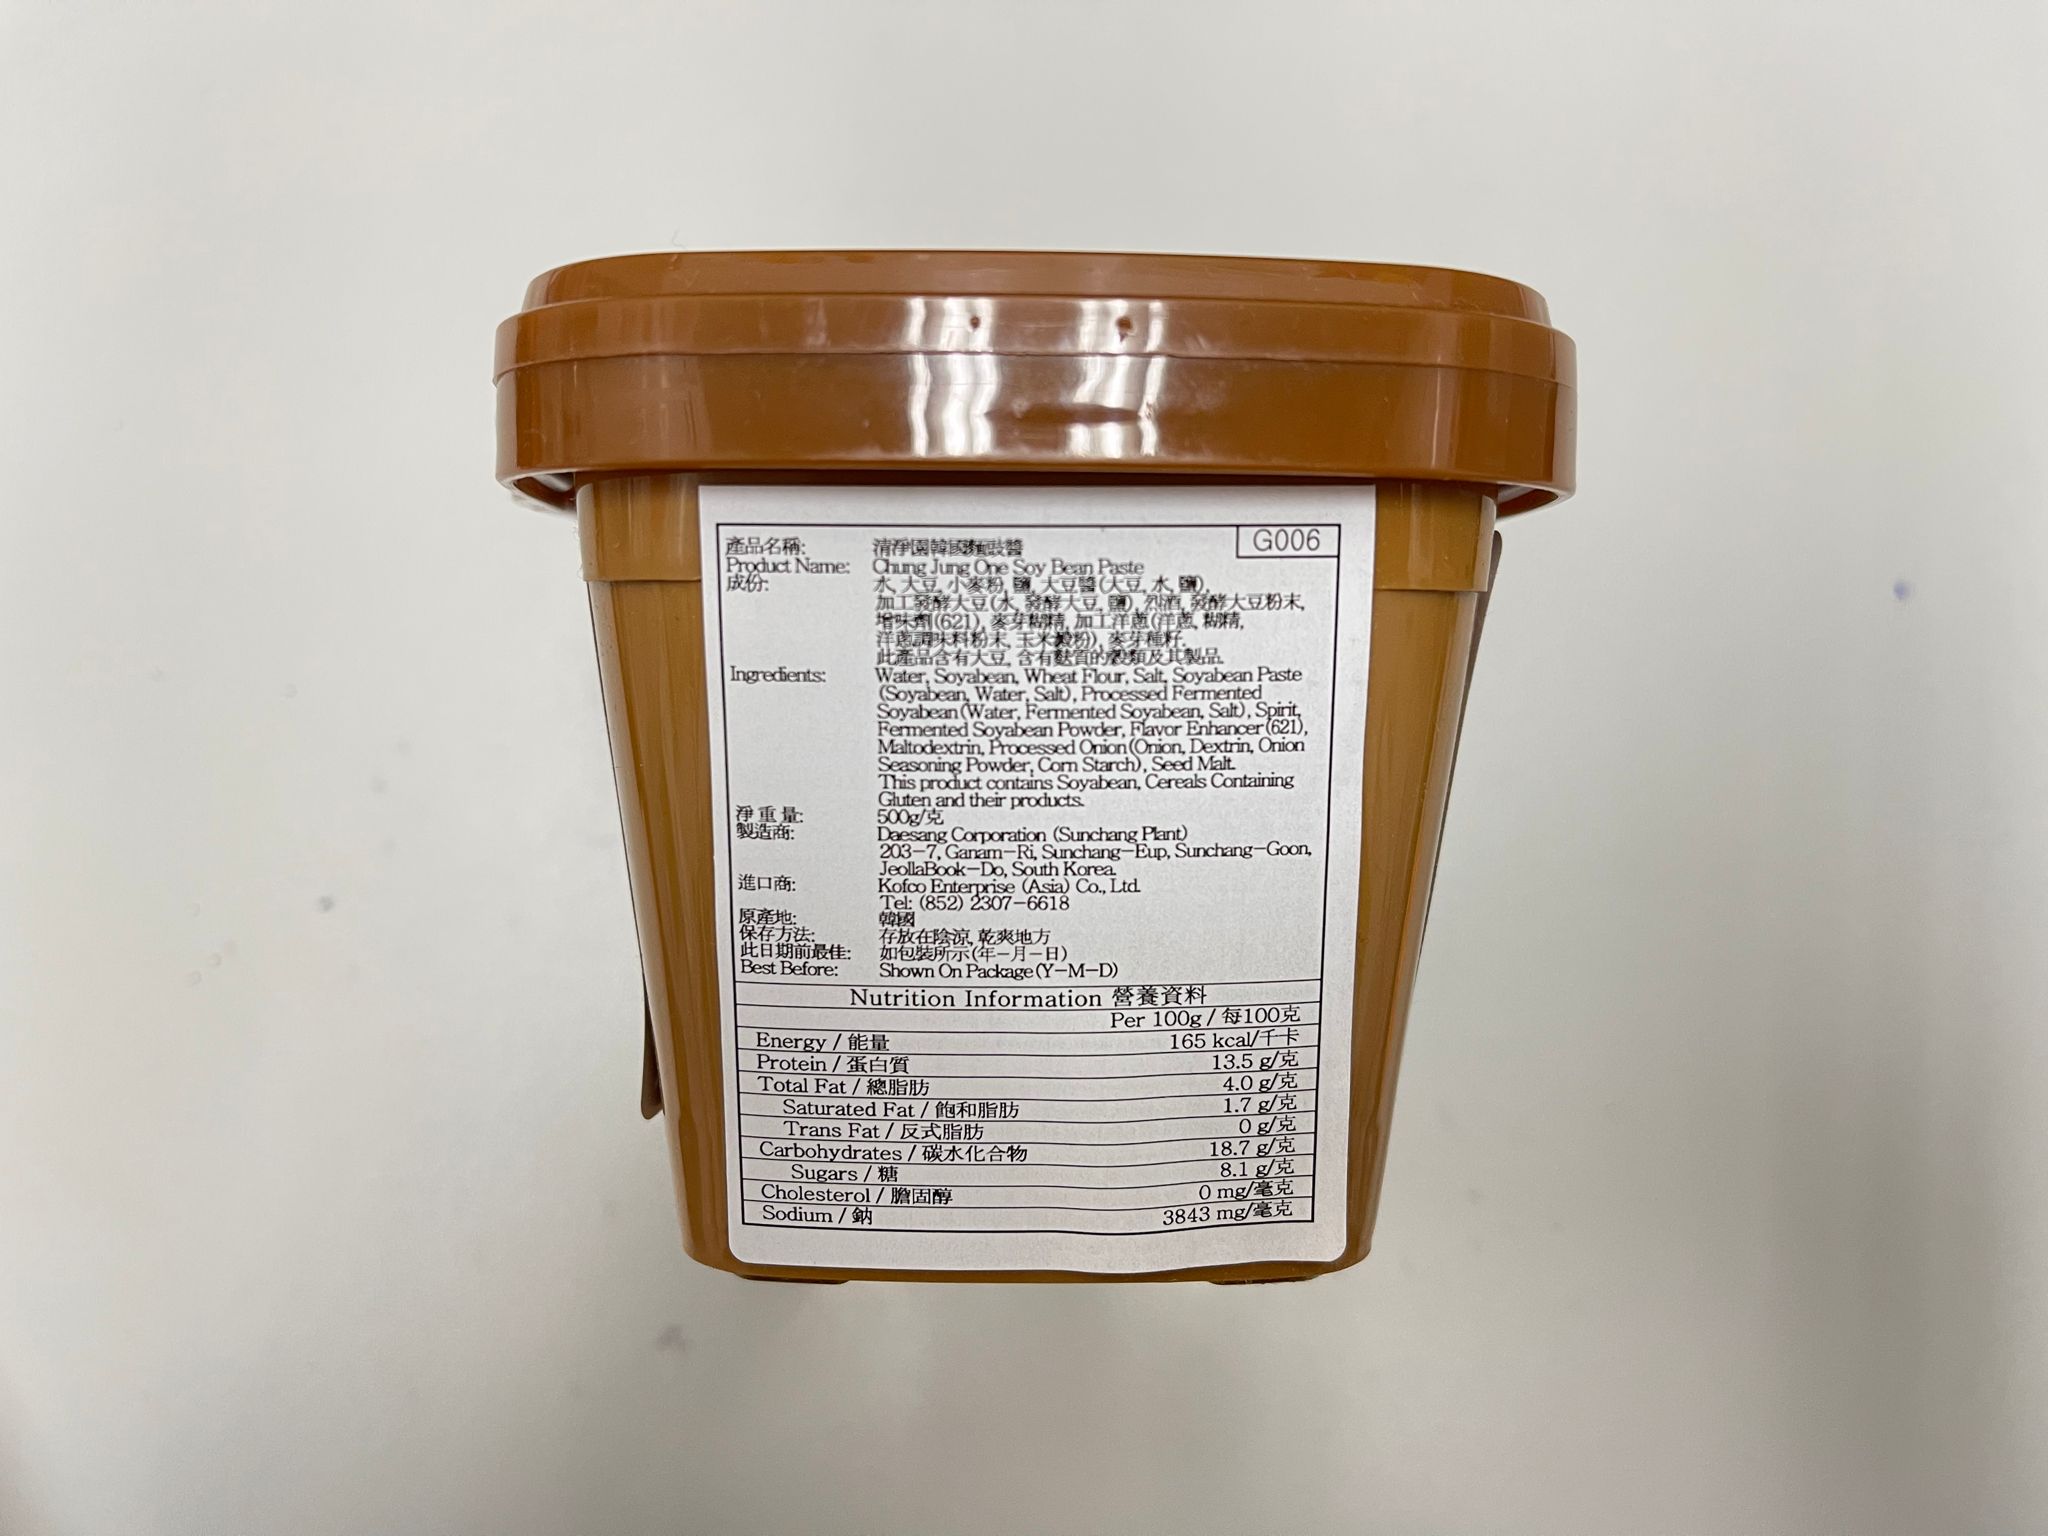 G006
產品名稱: 清淨園韓國麵豉醬
Product Name: Chung Jung One Soy Bean Paste
成份: 水, 大豆, 小麥粉, 鹽, 大豆醬(大豆, 水, 鹽),
加工發酵大豆(水, 發酵大豆, 鹽), 烈酒, 發酵大豆粉末,
增味劑(621), 麥芽糊精, 加工洋蔥(洋蔥, 糊精,
洋蔥調味料粉末, 玉米澱粉), 麥芽種籽.
此產品含有大豆, 含有麩質的穀類及其製品.
Ingredients: Water, Soyabean, Wheat Flour, Salt, Soyabean Paste
(Soyabean, Water, Salt), Processed Fermented
Soyabean(Water, Fermented Soyabean, Salt), Spirit,
Fermented Soyabean Powder, Flavor Enhancer(621),
Maltodextrin, Processed Onion(Onion, Dextrin, Onion
Seasoning Powder, Corn Starch), Seed Malt.
This product contains Soyabean, Cereals Containing
Gluten and their products.
淨重量: 500g/克
製造商: Daesang Corporation (Sunchang Plant)
203-7, Ganam-Ri, Sunchang-Eup, Sunchang-Goon,
JeollaBook-Do, South Korea.
進口商: Kofco Enterprise (Asia) Co., Ltd.
Tel: (852) 2307-6618
原產地: 韓國
保存方法: 存放在陰涼, 乾爽地方
此日期前最佳: 如包裝所示(年-月-日)
Best Before: Shown On Package(Y-M-D)
Nutrition Information 營養資料
Per 100g / 每100克
Energy / 能量 165 kcal/千卡
Protein / 蛋白質 13.5 g/克
Total Fat / 總脂肪 4.0 g/克
Saturated Fat / 飽和脂肪 1.7 g/克
Trans Fat / 反式脂肪 0 g/克
Carbohydrates / 碳水化合物 18.7 g/克
Sugars / 糖 8.1 g/克
Cholesterol / 膽固醇 0 mg/毫克
Sodium / 鈉 3843 mg/毫克